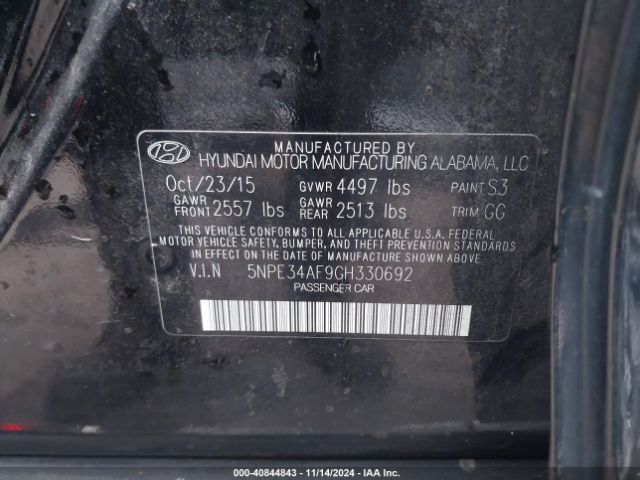 MANUFACTURED BY
HYUNDAI MOTOR MANUFACTURING ALABAMA, LLC
Oct/23/15 GVWR 4497 lbs PAINT S3
GAWR FRONT 2557 lbs GAWR REAR 2513 lbs TRIM GG
THIS VEHICLE CONFORMS TO ALL APPLICABLE U.S.A. FEDERAL
MOTOR VEHICLE SAFETY, BUMPER, AND THEFT PREVENTION STANDARDS
IN EFFECT ON THE DATE OF MANUFACTURE SHOWN ABOVE.
V.I.N 5NPE34AF9GH330692
PASSENGER CAR
000-40844843 • 11/14/2024 • IAA Inc.